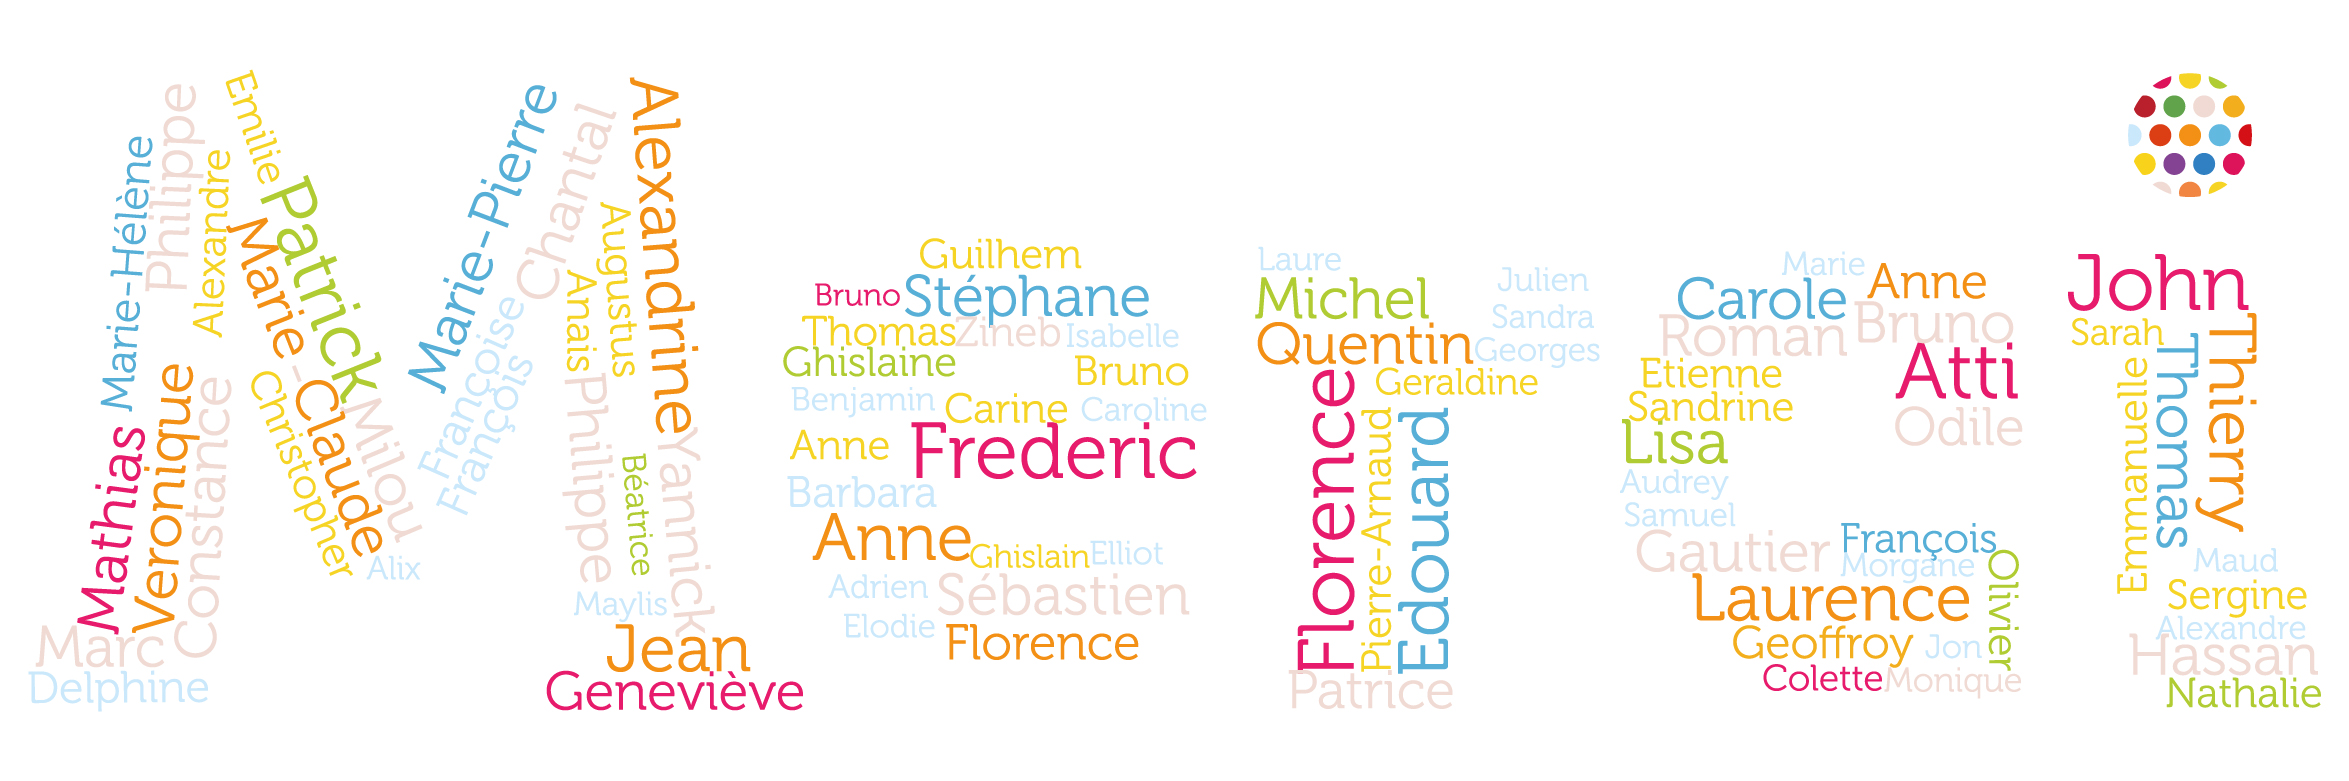 Marie-Hélène
Philippe
Alexandre
Mathias
Veronique
Constance
Marc
Delphine
Emilie
Patrick
Marie-Claude
Christopher
Milou
Alix
Marie-Pierre
Chantal
Françoise
François
Alexandrine
Augustus
Anais
Philippe
Béatrice
Yannick
Maylis
Jean
Geneviève
Guilhem
Bruno Stéphane
Thomas Zineb Isabelle
Ghislaine Bruno
Benjamin Carine Caroline
Anne Frederic
Barbara
Anne Ghislain Elliot
Adrien Sébastien
Elodie Florence
Laure Julien
Michel Sandra
Quentin Georges
Geraldine
Florence
Pierre-Arnaud
Edouard
Patrice
Marie Anne
Carole
Roman Bruno
Etienne Atti
Sandrine Odile
Lisa
Audrey
Samuel
Gautier François
Morgane
Laurence
Olivier
Geoffroy Jon
Colette Monique
John
Sarah
Thierry
Thomas
Emmanuelle
Maud
Sergine
Alexandre
Hassan
Nathalie